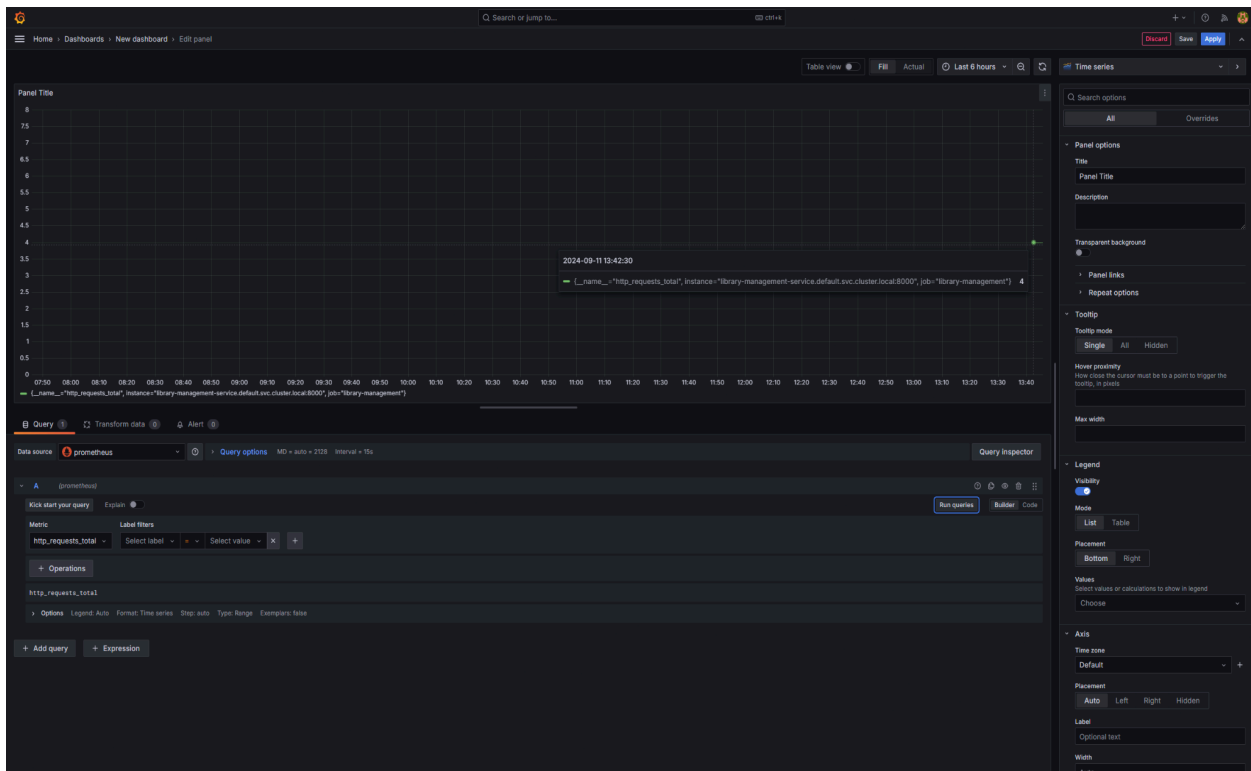 Search or jump to...
ctrl+k
Home › Dashboards › New dashboard › Edit panel
Discard Save Apply
Table view Fill Actual Last 6 hours
Time series
Panel Title
8
7.5
7
6.5
6
5.5
5
4.5
4
3.5
3
2.5
2
1.5
1
0.5
0
2024-09-11 13:42:30
{__name__="http_requests_total", instance="library-management-service.default.svc.cluster.local:8000", job="library-management"} 4
07:50 08:00 08:10 08:20 08:30 08:40 08:50 09:00 09:10 09:20 09:30 09:40 09:50 10:00 10:10 10:20 10:30 10:40 10:50 11:00 11:10 11:20 11:30 11:40 11:50 12:00 12:10 12:20 12:30 12:40 12:50 13:00 13:10 13:20 13:30 13:40
{__name__="http_requests_total", instance="library-management-service.default.svc.cluster.local:8000", job="library-management"}
Query 1 Transform data 0 Alert 0
Data source prometheus Query options MD = auto = 2128 Interval = 15s Query inspector
A (prometheus)
Kick start your query Explain Run queries Builder Code
Metric Label filters
http_requests_total Select label = Select value
+ Operations
http_requests_total
Options Legend: Auto Format: Time series Step: auto Type: Range Exemplars: false
+ Add query + Expression
Search options
All Overrides
Panel options
Title
Panel Title
Description
Transparent background
Panel links
Repeat options
Tooltip
Tooltip mode
Single All Hidden
Hover proximity
How close the cursor must be to a point to trigger the
tooltip, in pixels
Max width
Legend
Visibility
Mode
List Table
Placement
Bottom Right
Values
Select values or calculations to show in legend
Choose
Axis
Time zone
Default
Placement
Auto Left Right Hidden
Label
Optional text
Width